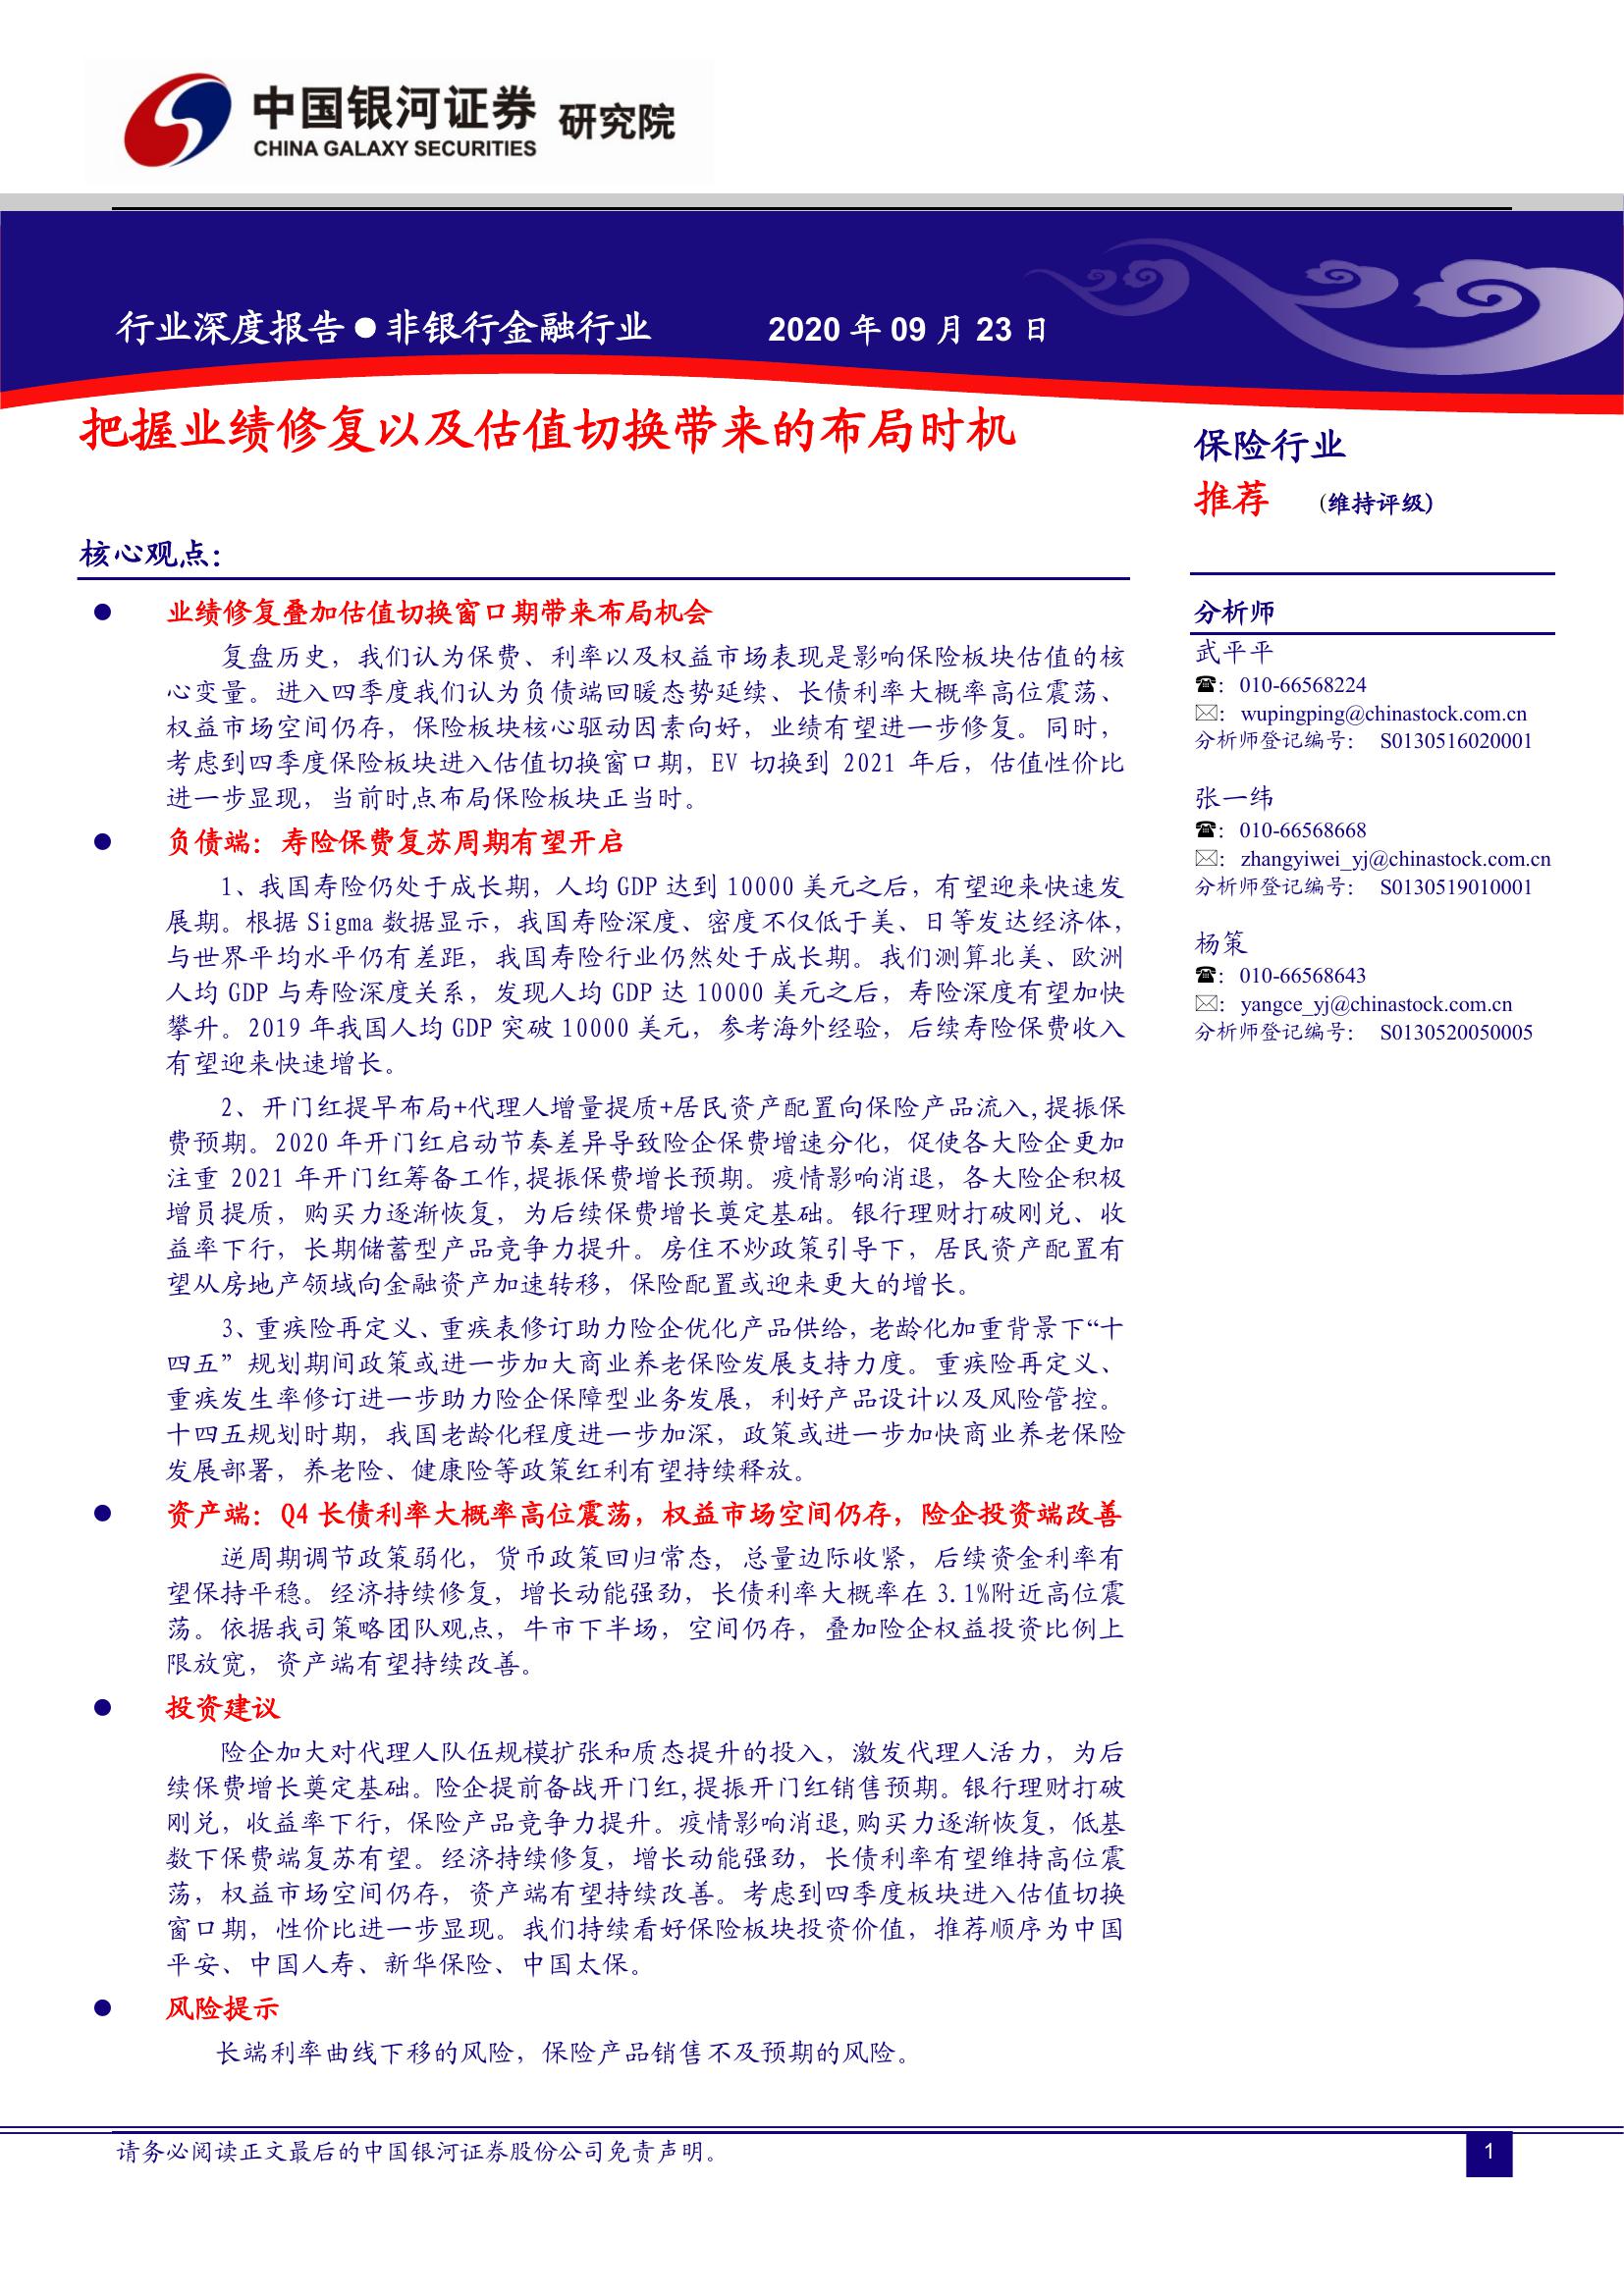 中国银河证券 研究院
CHINA GALAXY SECURITIES
行业深度报告●非银行金融行业 2020 年 09 月 23 日
把握业绩修复以及估值切换带来的布局时机
核心观点：
● 业绩修复叠加估值切换窗口期带来布局机会
复盘历史，我们认为保费、利率以及权益市场表现是影响保险板块估值的核
心变量。进入四季度我们认为负债端回暖态势延续、长债利率大概率高位震荡、
权益市场空间仍存，保险板块核心驱动因素向好，业绩有望进一步修复。同时，
考虑到四季度保险板块进入估值切换窗口期，EV 切换到 2021 年后，估值性价比
进一步显现，当前时点布局保险板块正当时。
● 负债端：寿险保费复苏周期有望开启
1、我国寿险仍处于成长期，人均 GDP 达到 10000 美元之后，有望迎来快速发
展期。根据 Sigma 数据显示，我国寿险深度、密度不仅低于美、日等发达经济体，
与世界平均水平仍有差距，我国寿险行业仍然处于成长期。我们测算北美、欧洲
人均 GDP 与寿险深度关系，发现人均 GDP 达 10000 美元之后，寿险深度有望加快
攀升。2019 年我国人均 GDP 突破 10000 美元，参考海外经验，后续寿险保费收入
有望迎来快速增长。
2、开门红提早布局+代理人增量提质+居民资产配置向保险产品流入,提振保
费预期。2020 年开门红启动节奏差异导致险企保费增速分化，促使各大险企更加
注重 2021 年开门红筹备工作,提振保费增长预期。疫情影响消退，各大险企积极
增员提质，购买力逐渐恢复，为后续保费增长奠定基础。银行理财打破刚兑、收
益率下行，长期储蓄型产品竞争力提升。房住不炒政策引导下，居民资产配置有
望从房地产领域向金融资产加速转移，保险配置或迎来更大的增长。
3、重疾险再定义、重疾表修订助力险企优化产品供给，老龄化加重背景下“十
四五”规划期间政策或进一步加大商业养老保险发展支持力度。重疾险再定义、
重疾发生率修订进一步助力险企保障型业务发展，利好产品设计以及风险管控。
十四五规划时期，我国老龄化程度进一步加深，政策或进一步加快商业养老保险
发展部署，养老险、健康险等政策红利有望持续释放。
● 资产端：Q4 长债利率大概率高位震荡，权益市场空间仍存，险企投资端改善
逆周期调节政策弱化，货币政策回归常态，总量边际收紧，后续资金利率有
望保持平稳。经济持续修复，增长动能强劲，长债利率大概率在 3.1%附近高位震
荡。依据我司策略团队观点，牛市下半场，空间仍存，叠加险企权益投资比例上
限放宽，资产端有望持续改善。
● 投资建议
险企加大对代理人队伍规模扩张和质态提升的投入，激发代理人活力，为后
续保费增长奠定基础。险企提前备战开门红,提振开门红销售预期。银行理财打破
刚兑，收益率下行，保险产品竞争力提升。疫情影响消退,购买力逐渐恢复，低基
数下保费端复苏有望。经济持续修复，增长动能强劲，长债利率有望维持高位震
荡，权益市场空间仍存，资产端有望持续改善。考虑到四季度板块进入估值切换
窗口期，性价比进一步显现。我们持续看好保险板块投资价值，推荐顺序为中国
平安、中国人寿、新华保险、中国太保。
● 风险提示
长端利率曲线下移的风险，保险产品销售不及预期的风险。
保险行业
推荐 (维持评级)
分析师
武平平
☎：010-66568224
✉：wupingping@chinastock.com.cn
分析师登记编号： S0130516020001
张一纬
☎：010-66568668
✉：zhangyiwei_yj@chinastock.com.cn
分析师登记编号： S0130519010001
杨策
☎：010-66568643
✉：yangce_yj@chinastock.com.cn
分析师登记编号： S0130520050005
请务必阅读正文最后的中国银河证券股份公司免责声明。
1